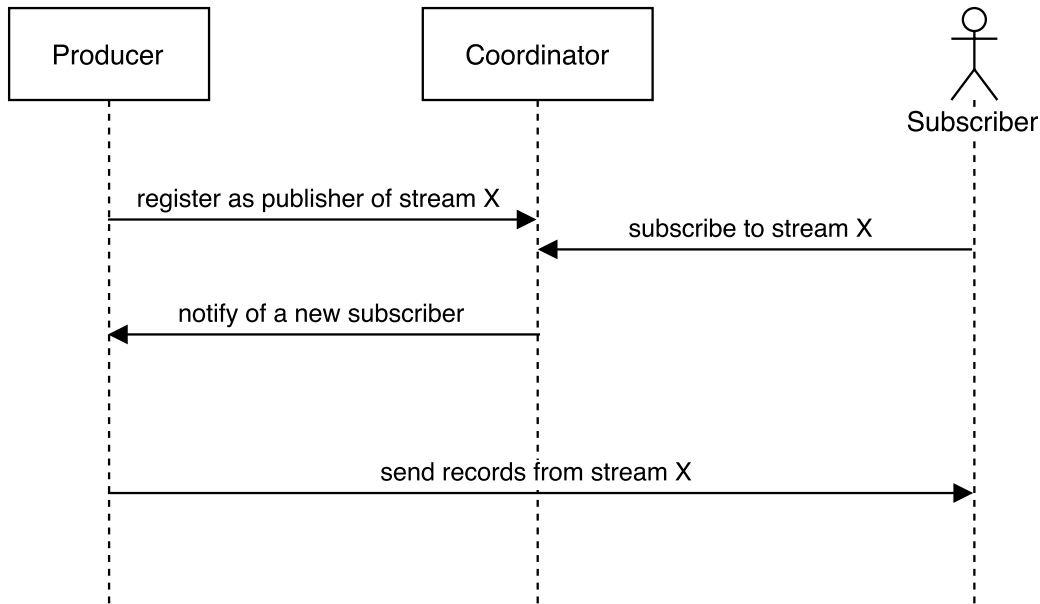 Producer
Coordinator
Subscriber
register as publisher of stream X
subscribe to stream X
notify of a new subscriber
send records from stream X